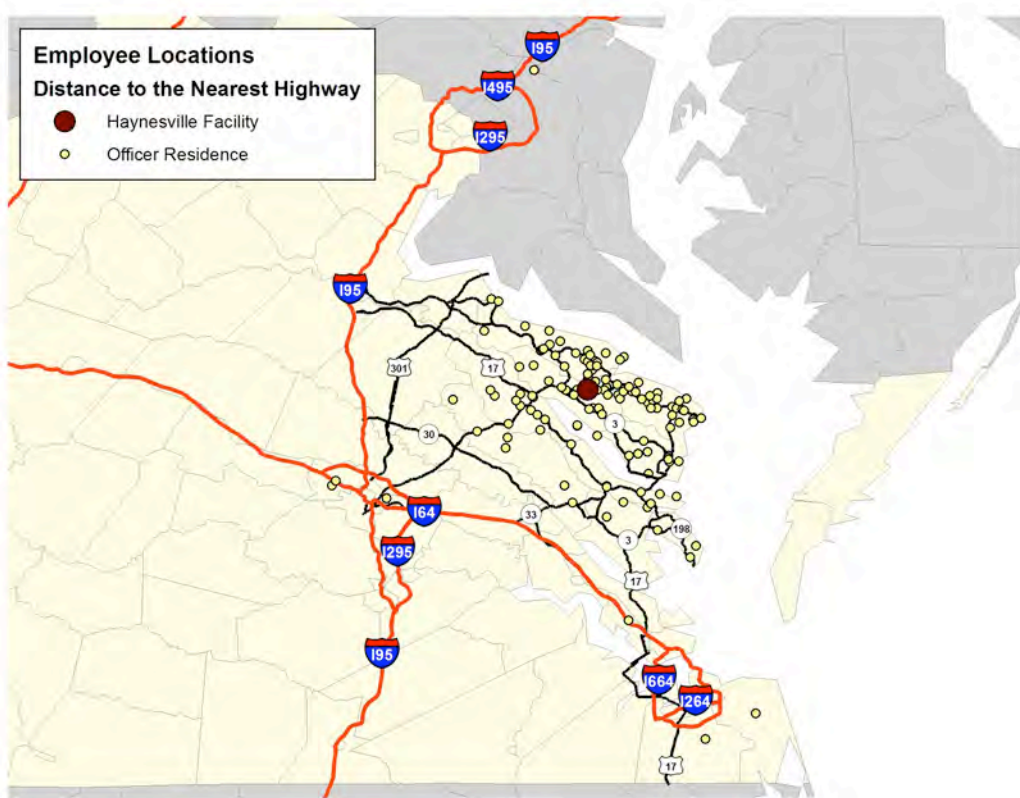 Employee Locations
Distance to the Nearest Highway
Haynesville Facility
Officer Residence
I95
I495
I295
I95
301
17
3
30
I64
33
198
I295
3
17
I95
I664
I264
17